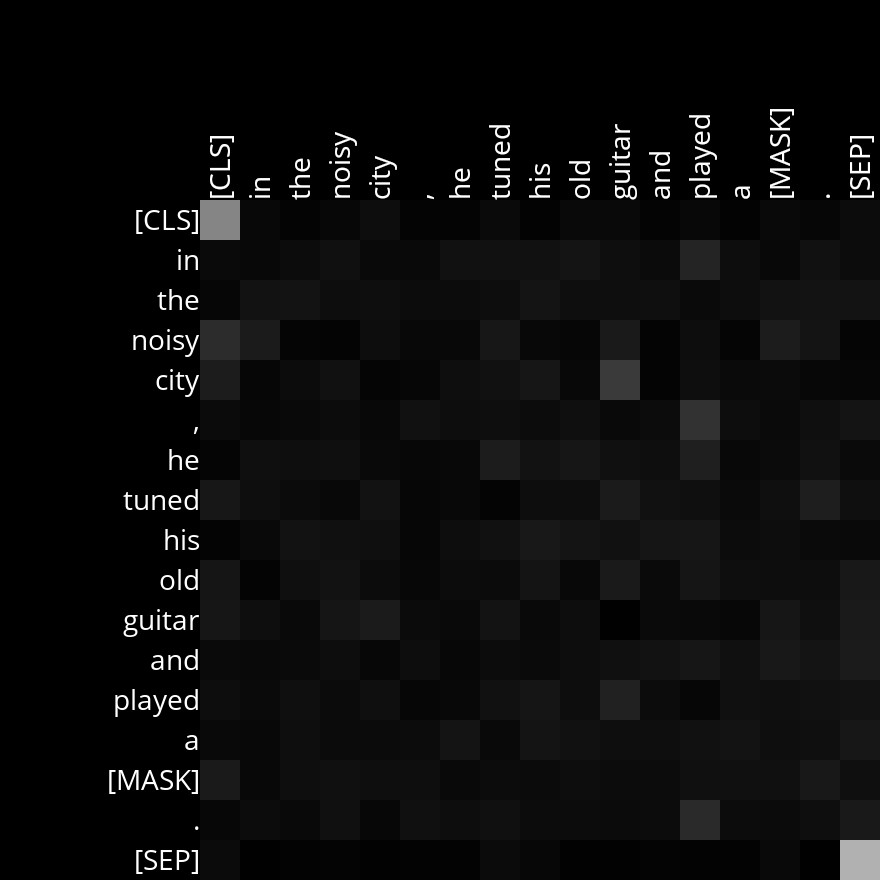 [CLS] in the noisy city , he tuned his old guitar and played a [MASK] . [SEP]
[CLS]
in
the
noisy
city
,
he
tuned
his
old
guitar
and
played
a
[MASK]
.
[SEP]